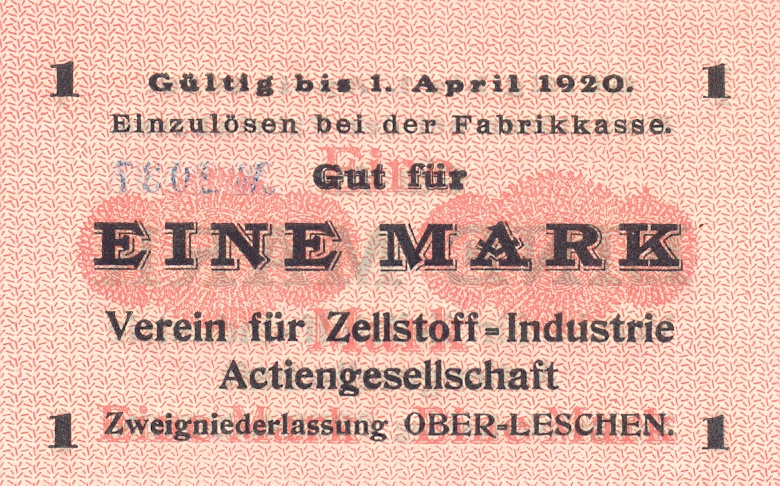 1 Gültig bis 1. April 1920. 1
Einzulösen bei der Fabrikkasse.
Gut für
EINE MARK
Verein für Zellstoff-Industrie
Actiengesellschaft
1 Zweigniederlassung OBER-LESCHEN. 1